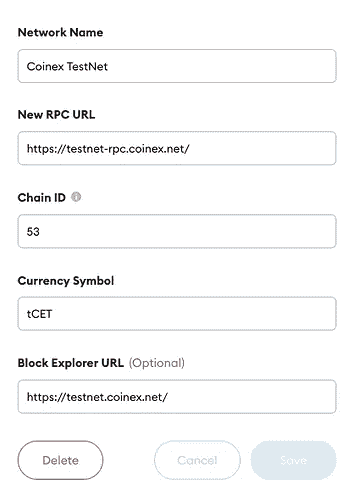 Network Name
Coinex TestNet
New RPC URL
https://testnet-rpc.coinex.net/
Chain ID
53
Currency Symbol
tCET
Block Explorer URL (Optional)
https://testnet.coinex.net/
Delete Cancel Save